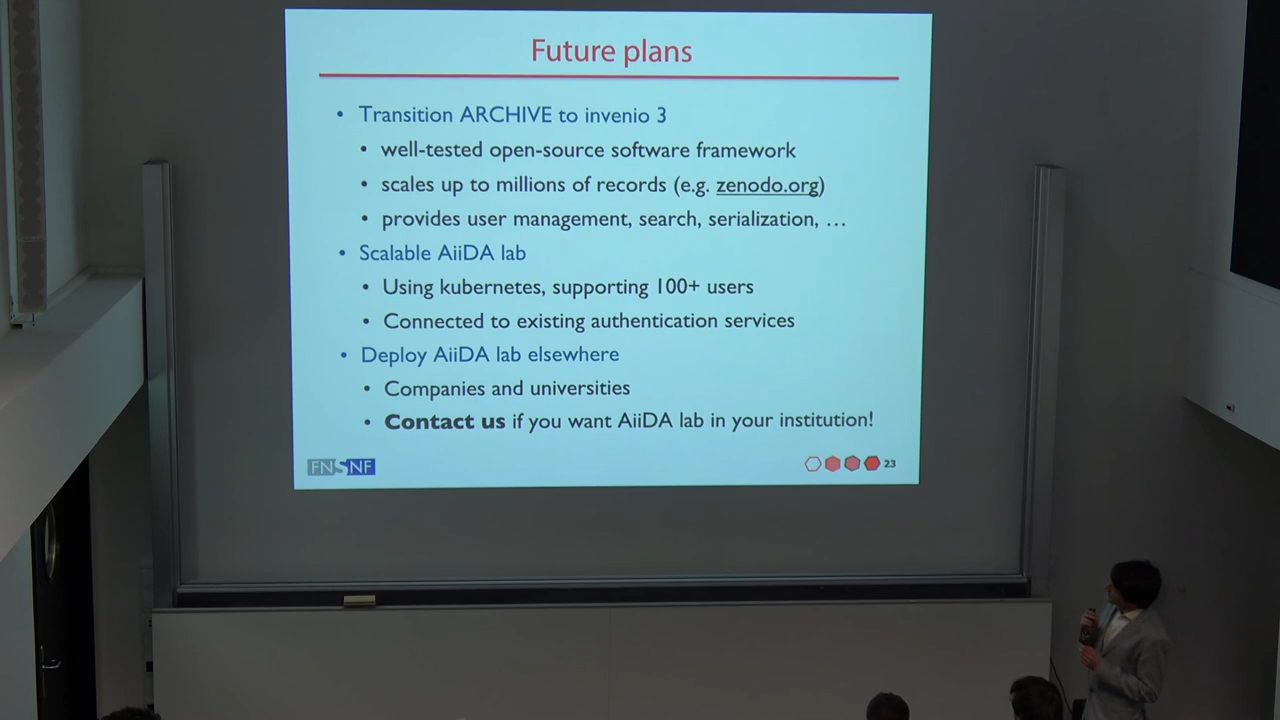 Future plans
• Transition ARCHIVE to invenio 3
• well-tested open-source software framework
• scales up to millions of records (e.g. zenodo.org)
• provides user management, search, serialization, …
• Scalable AiiDA lab
• Using kubernetes, supporting 100+ users
• Connected to existing authentication services
• Deploy AiiDA lab elsewhere
• Companies and universities
• Contact us if you want AiiDA lab in your institution!
FNSNF
23